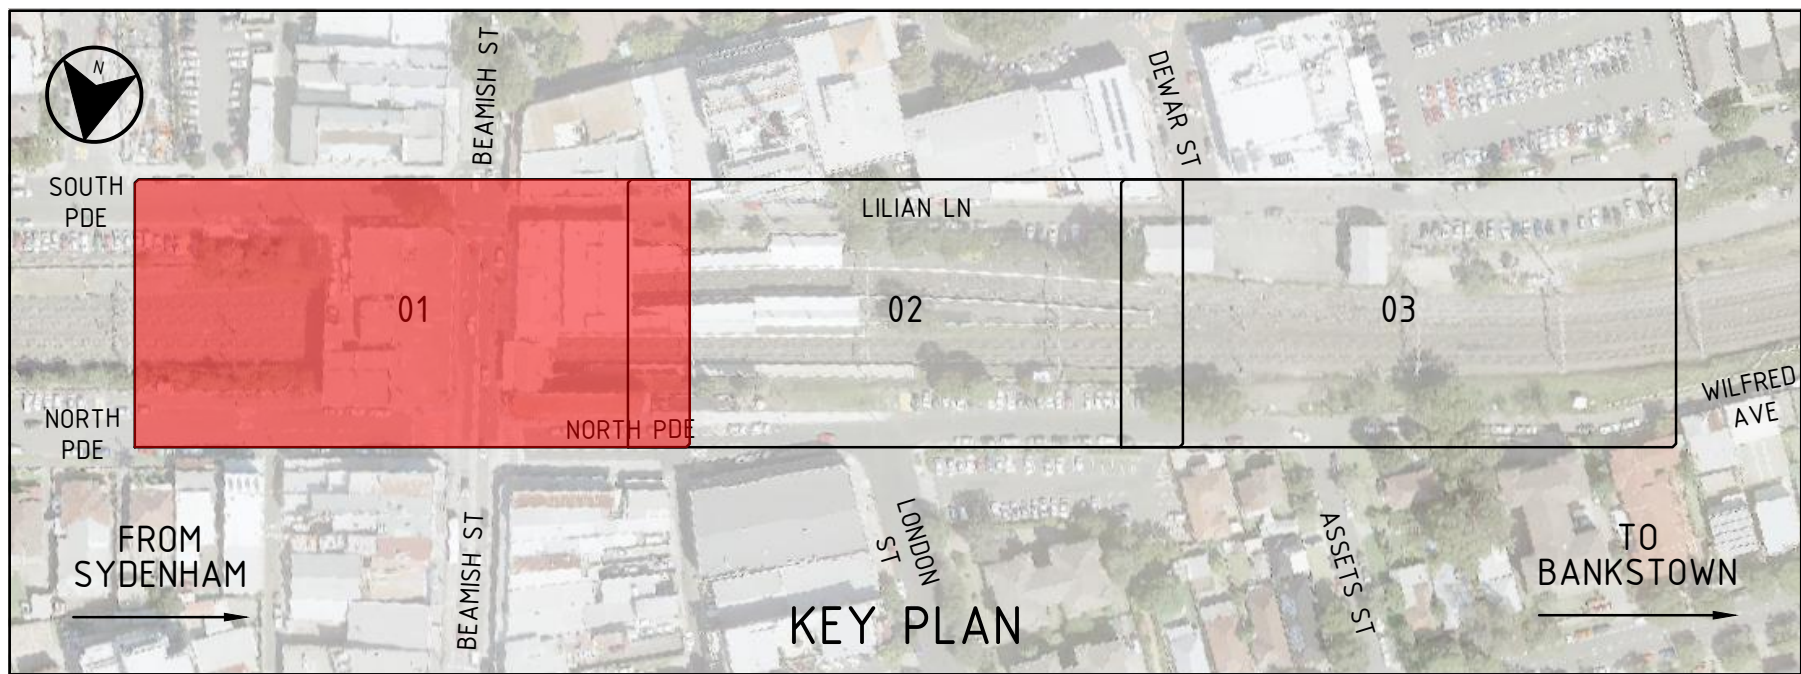 N
BEAMISH ST
DEWAR ST
SOUTH
PDE
LILIAN LN
01
02
03
NORTH
PDE
NORTH PDE
WILFRED
AVE
FROM
SYDENHAM
BEAMISH ST
LONDON
ST
ASSETS ST
TO
BANKSTOWN
KEY PLAN